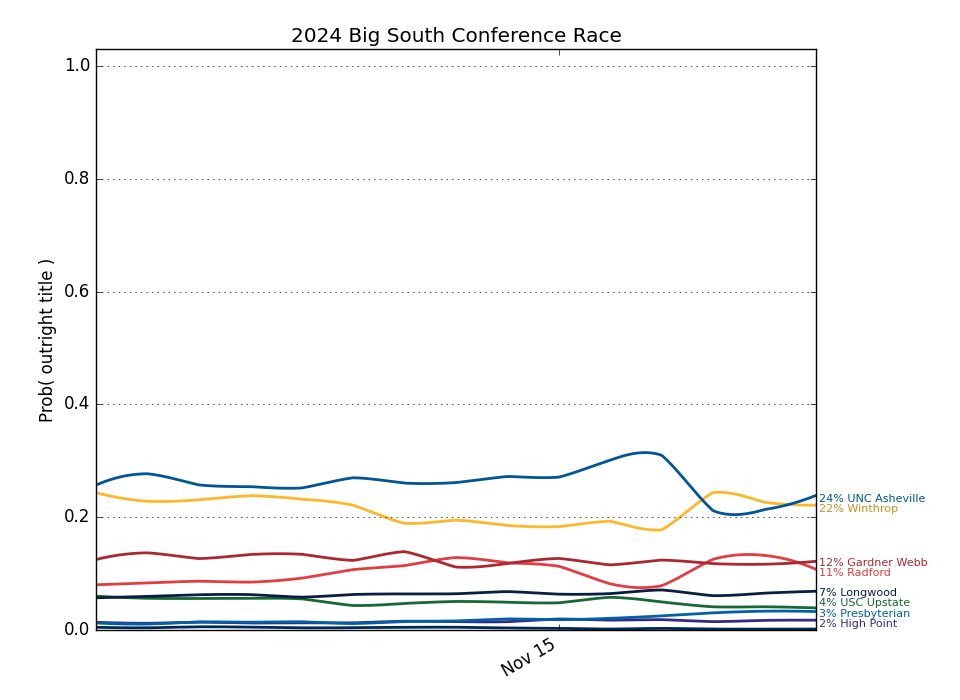 2024 Big South Conference Race
Prob( outright title )
1.0
0.8
0.6
0.4
0.2
0.0
Nov 15
24% UNC Asheville
22% Winthrop
12% Gardner Webb
11% Radford
7% Longwood
4% USC Upstate
3% Presbyterian
2% High Point